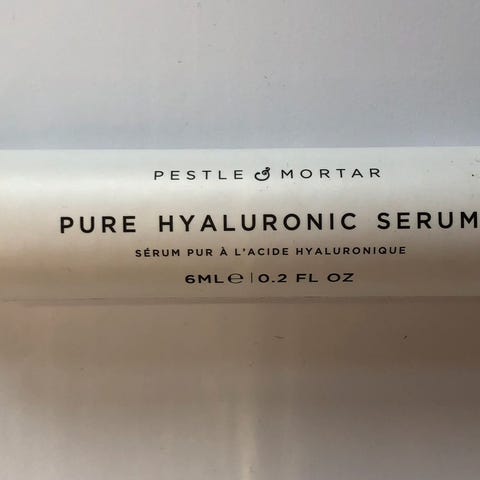 PESTLE & MORTAR
PURE HYALURONIC SERUM
SÉRUM PUR À L'ACIDE HYALURONIQUE
6ML℮ | 0.2 FL OZ